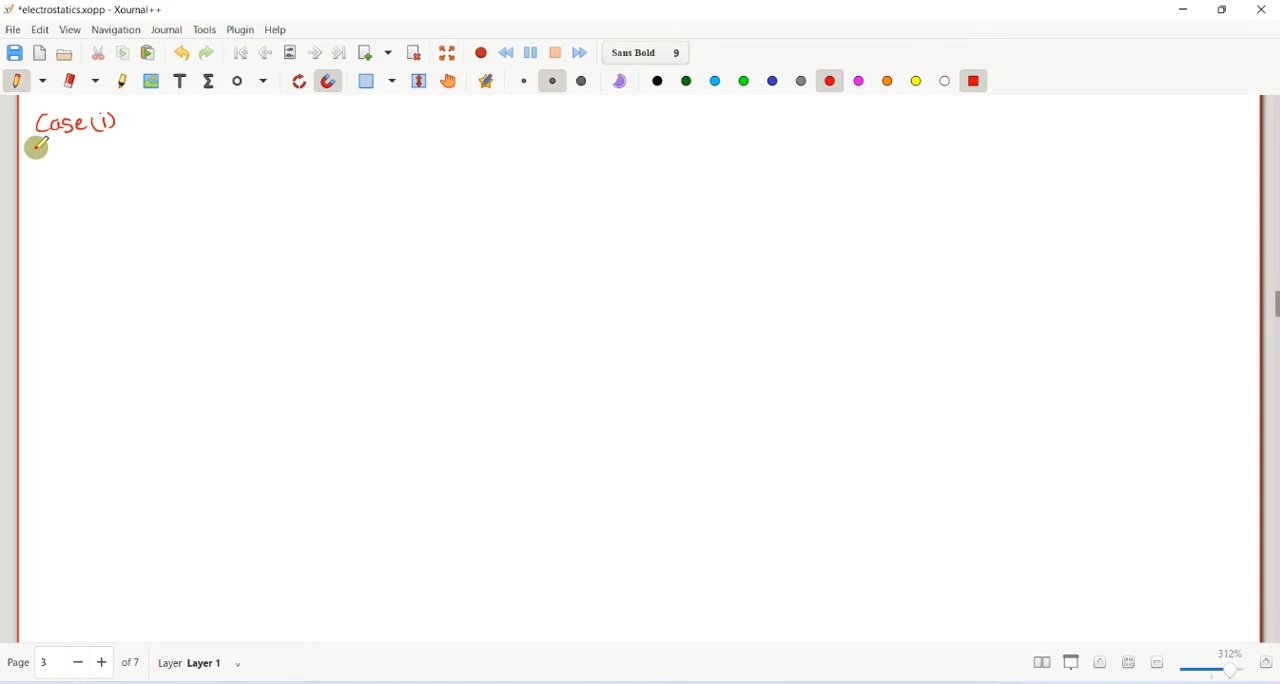 *electrostatics.xopp - Xournal++
File Edit View Navigation Journal Tools Plugin Help
Sans Bold 9
Case(i)
Page 3 of 7 Layer Layer 1
312%